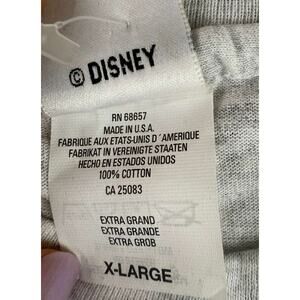 © DISNEY
RN 68657
MADE IN U.S.A.
FABRIQUE AUX ETATS-UNIS D'AMERIQUE
FABRIKAT IN VEREINIGTE STAATEN
HECHO EN ESTADOS UNIDOS
100% COTTON
CA 25083
EXTRA GRAND
EXTRA GRANDE
EXTRA GROB
X-LARGE